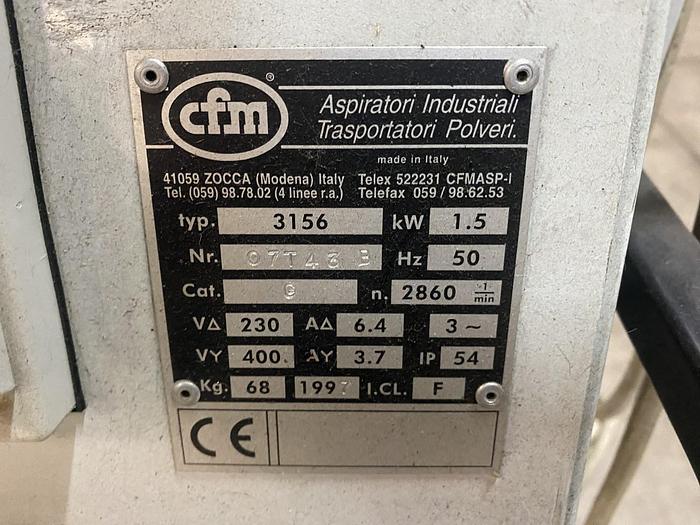 cfm ®
Aspiratori Industriali
Trasportatori Polveri.
made in Italy
41059 ZOCCA (Modena) Italy Telex 522231 CFMASP-I
Tel. (059) 98.78.02 (4 linee r.a.) Telefax 059 / 98.62.53
typ. 3156 kW 1.5
Nr. 07T43 B Hz 50
Cat. G n. 2860 -1/min
V∆ 230 A∆ 6.4 3 ~
VY 400 AY 3.7 IP 54
Kg. 68 1997 I.CL. F
CE